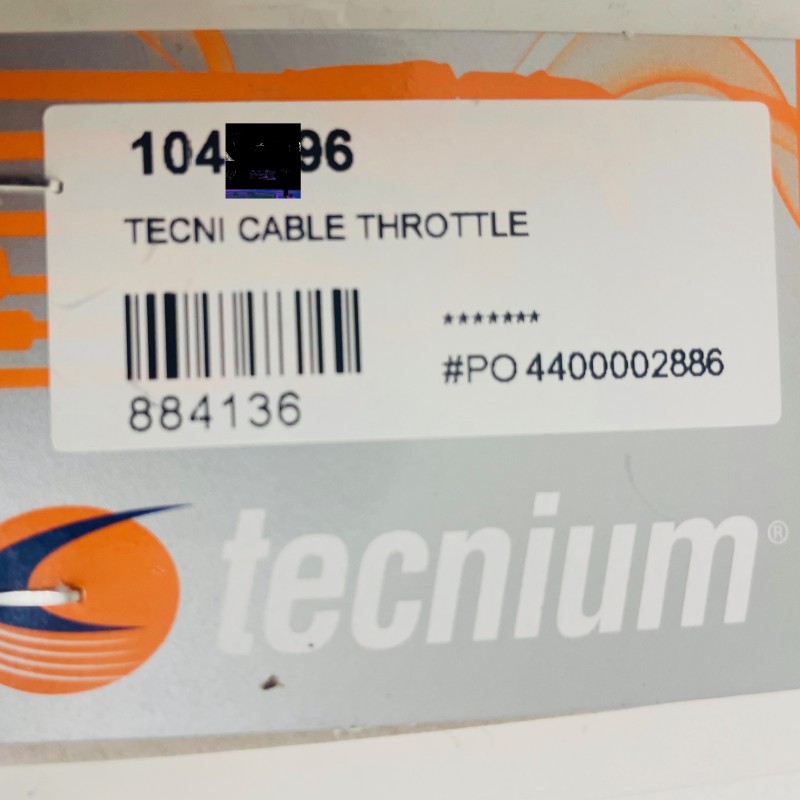 TECNI CABLE THROTTLE
*******
#PO 4400002886
884136
tecnium®